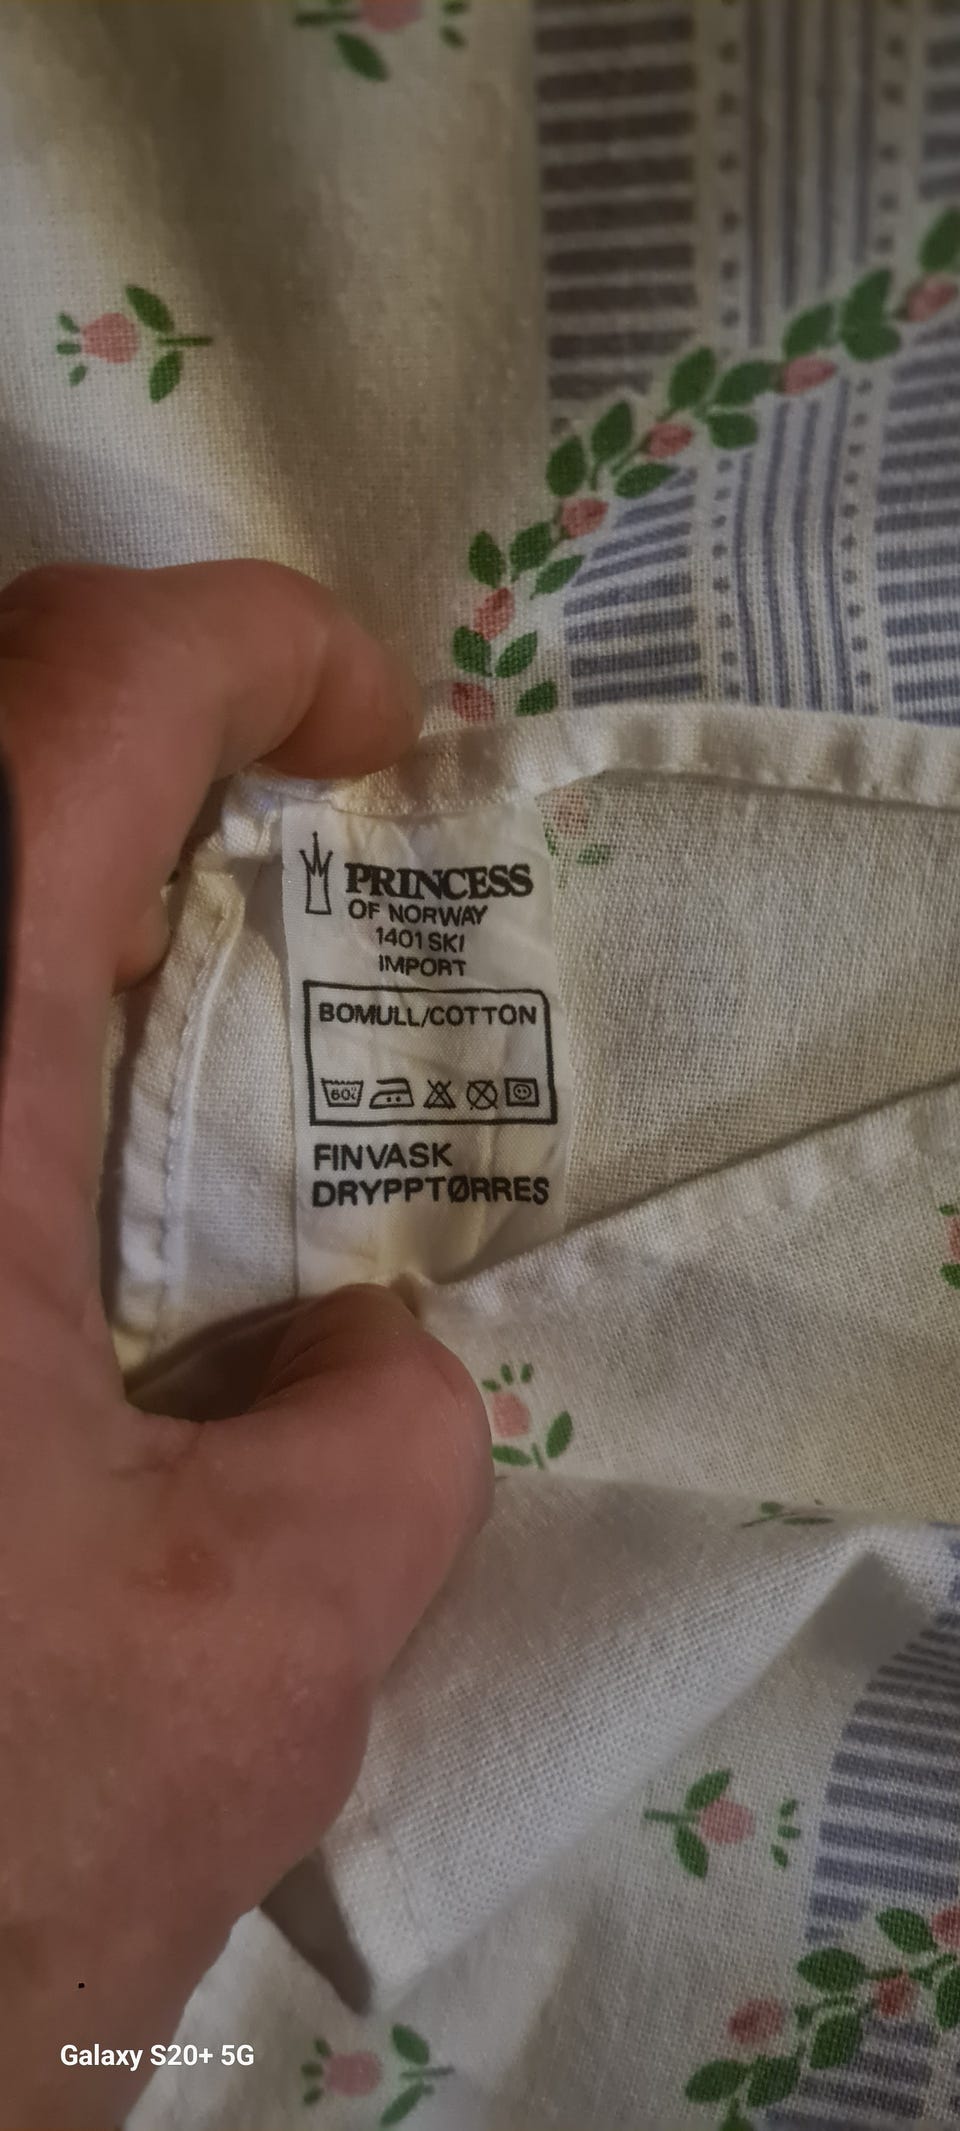 PRINCESS
OF NORWAY
1401 SKI
IMPORT
BOMULL/COTTON
60°
FINVASK
DRYPPTØRRES
Galaxy S20+ 5G